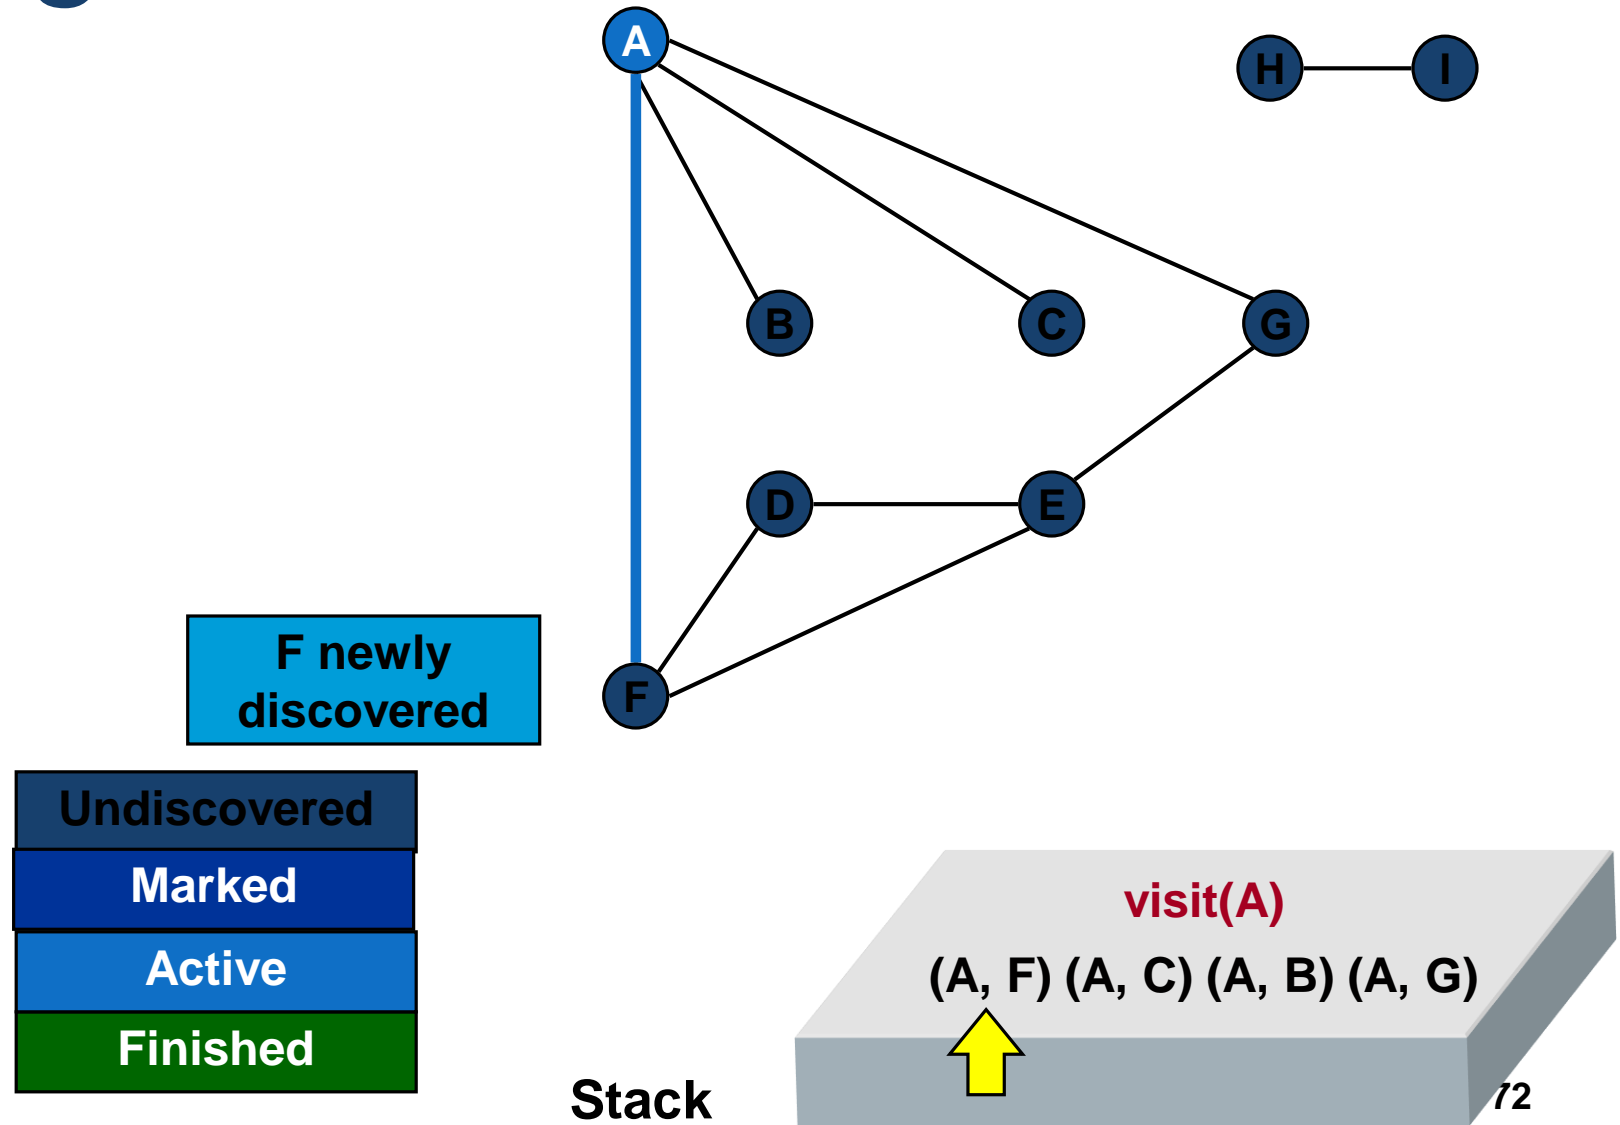 A
H
I
B
C
G
D
E
F newly
discovered
F
Undiscovered
Marked
Active
Finished
visit(A)
(A, F) (A, C) (A, B) (A, G)
Stack
72